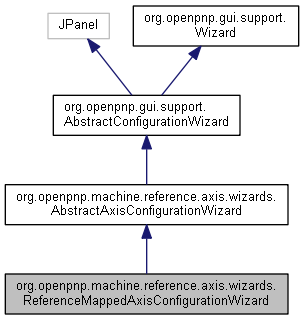 JPanel
org.openpnp.gui.support.
Wizard
org.openpnp.gui.support.
AbstractConfigurationWizard
org.openpnp.machine.reference.axis.wizards.
AbstractAxisConfigurationWizard
org.openpnp.machine.reference.axis.wizards.
ReferenceMappedAxisConfigurationWizard